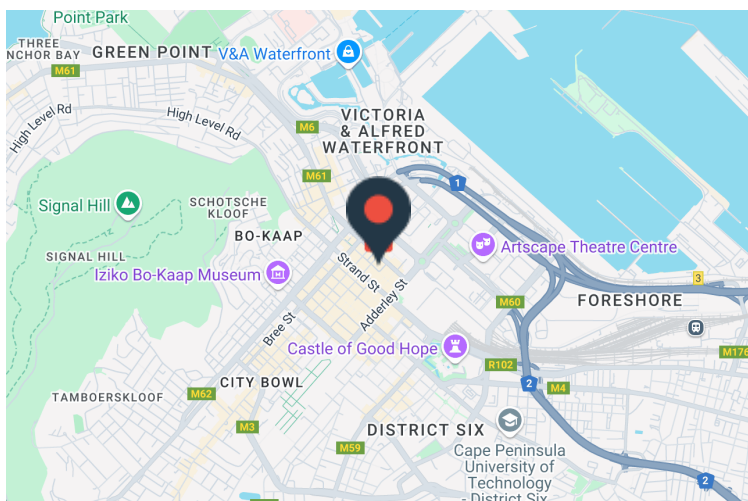 Point Park
THREE
NCHOR BAY
GREEN POINT
V&A Waterfront
M61
High Level Rd
High Level Rd
VICTORIA
& ALFRED
WATERFRONT
M6
M61
1
Signal Hill
SCHOTSCHE
KLOOF
BO-KAAP
SIGNAL HILL
Iziko Bo-Kaap Museum
Strand St
Adderley St
Artscape Theatre Centre
3
M60
FORESHORE
Bree St
Castle of Good Hope
R102
M176
2
M4
CITY BOWL
TAMBOERSKLOOF
M62
M3
DISTRICT SIX
M59
Cape Peninsula
University of
Technology
- District Six
2